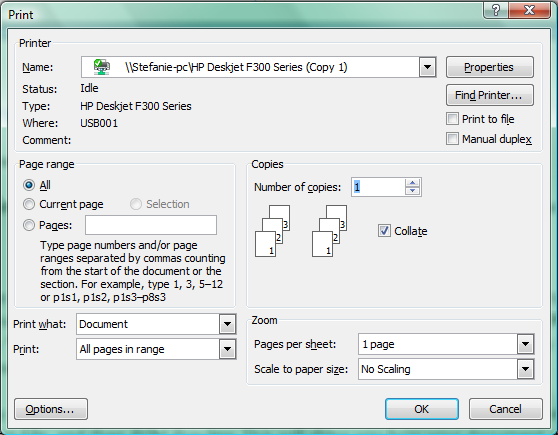 Print
Printer
Name: \\Stefanie-pc\HP Deskjet F300 Series (Copy 1) Properties
Status: Idle
Type: HP Deskjet F300 Series Find Printer...
Where: USB001 Print to file
Comment: Manual duplex
Page range
All
Current page Selection
Pages:
Type page numbers and/or page
ranges separated by commas counting
from the start of the document or the
section. For example, type 1, 3, 5–12
or p1s1, p1s2, p1s3–p8s3
Copies
Number of copies: 1
3 3
2 2
1 1
Collate
Print what: Document
Print: All pages in range
Zoom
Pages per sheet: 1 page
Scale to paper size: No Scaling
Options... OK Cancel